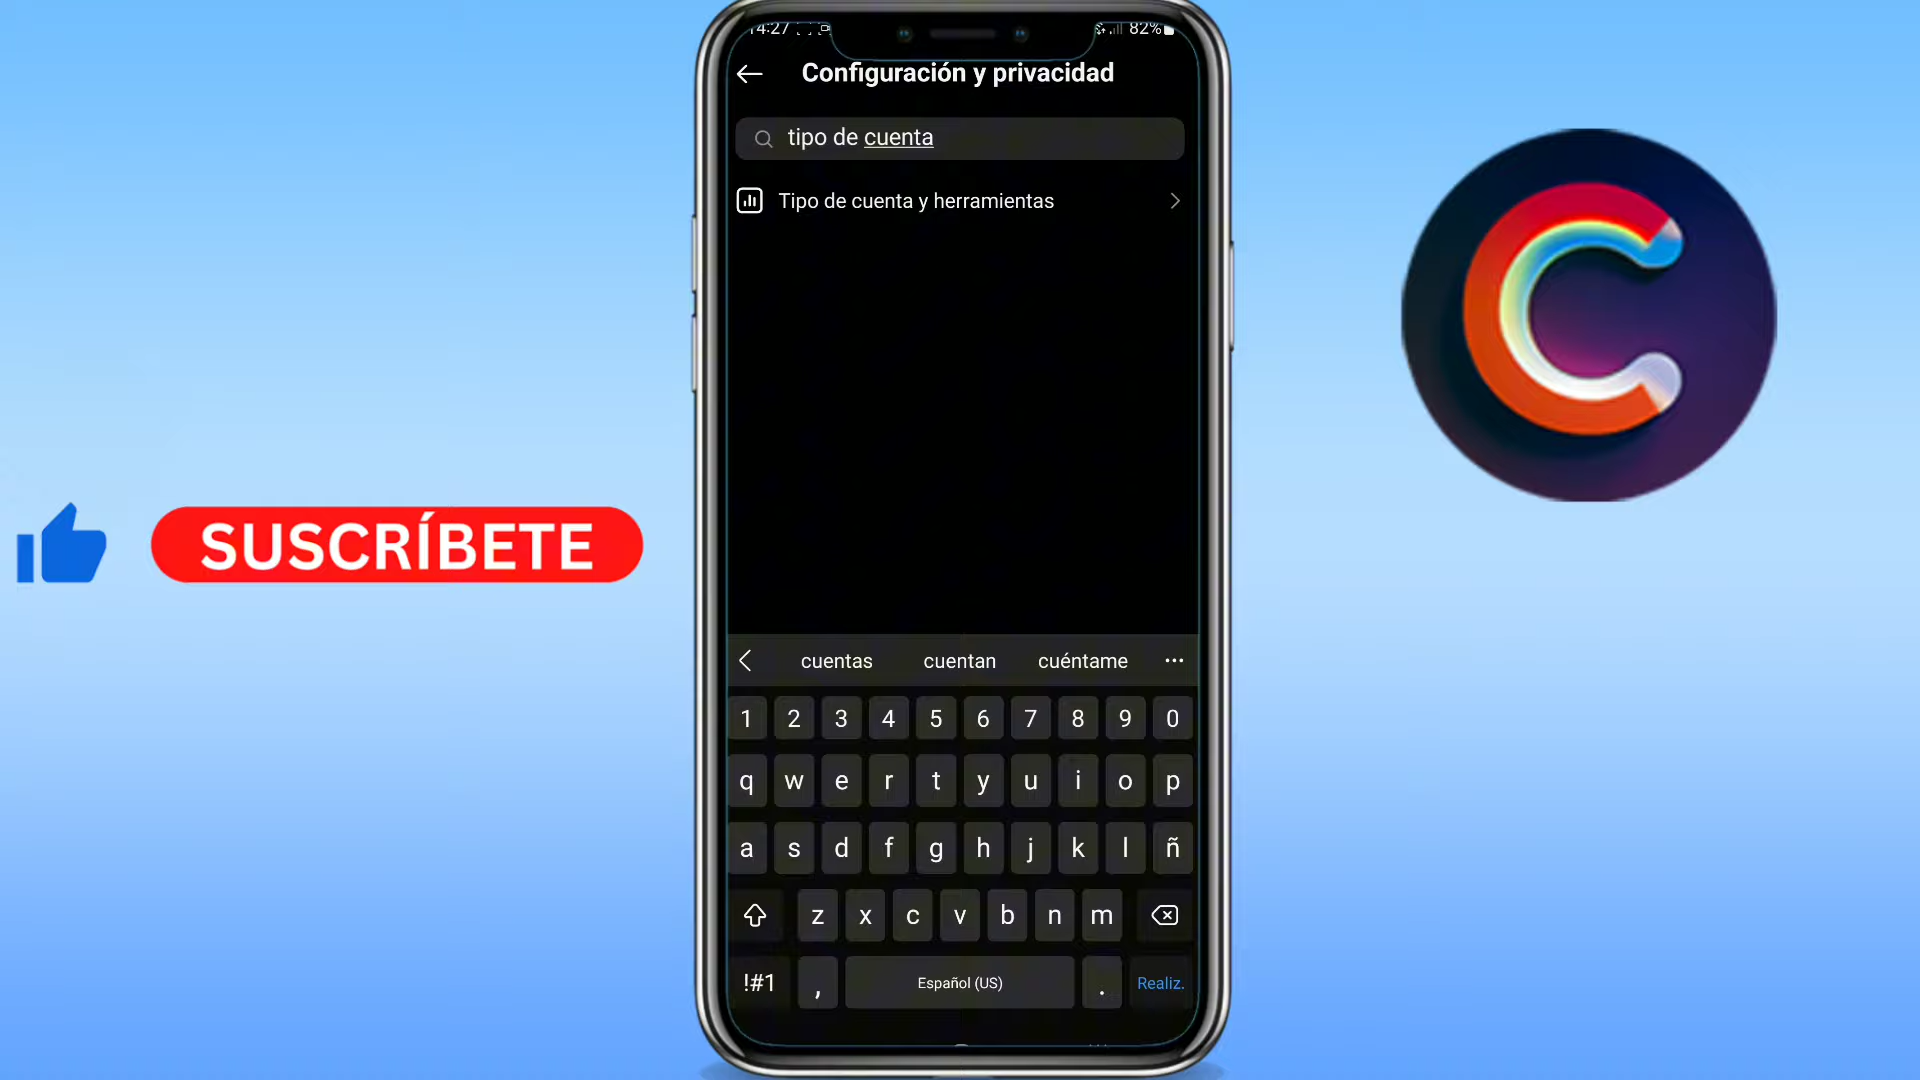 14:27 82%
Configuración y privacidad
tipo de cuenta
Tipo de cuenta y herramientas
SUSCRÍBETE
cuentas cuentan cuéntame
1 2 3 4 5 6 7 8 9 0
q w e r t y u i o p
a s d f g h j k l ñ
z x c v b n m
!#1 , Español (US) . Realiz.